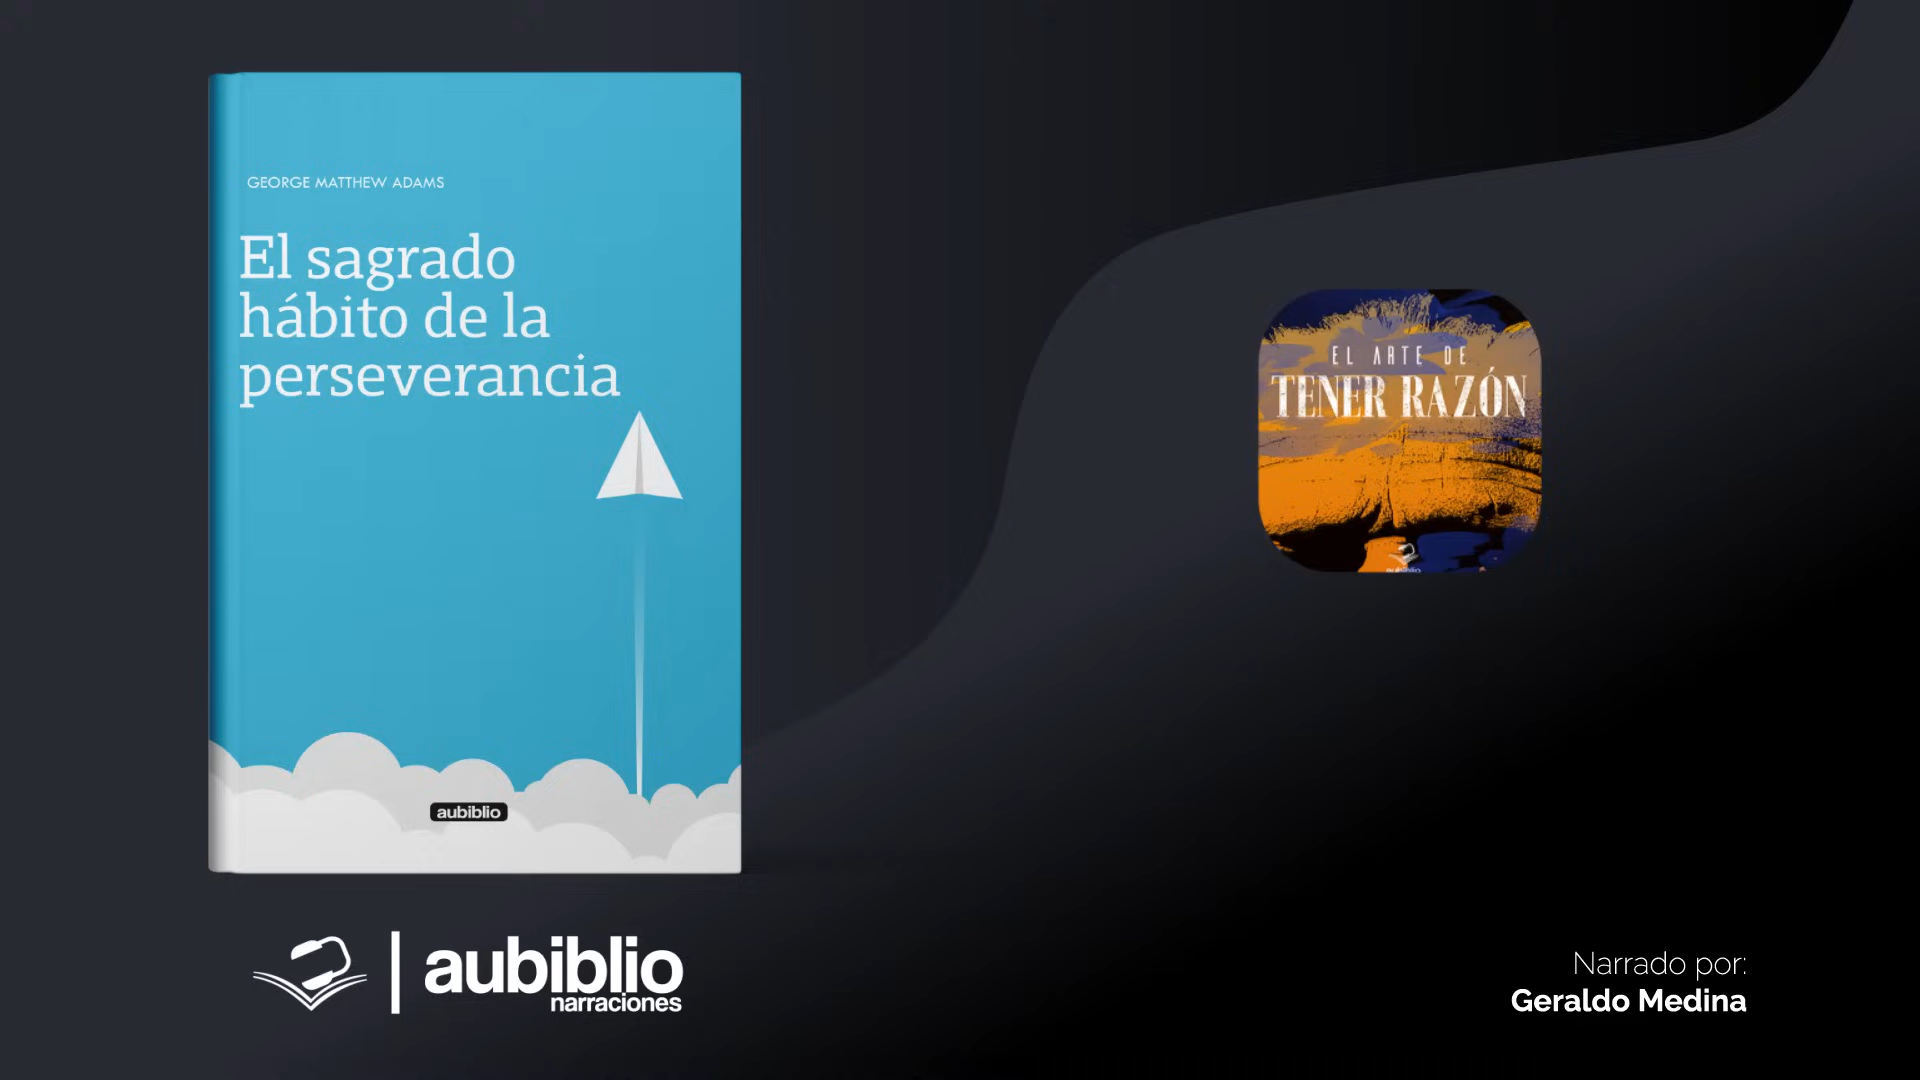 GEORGE MATTHEW ADAMS
El sagrado
hábito de la
perseverancia
aubiblio
EL ARTE DE
TENER RAZÓN
aubiblio
aubiblio
narraciones
Narrado por:
Geraldo Medina